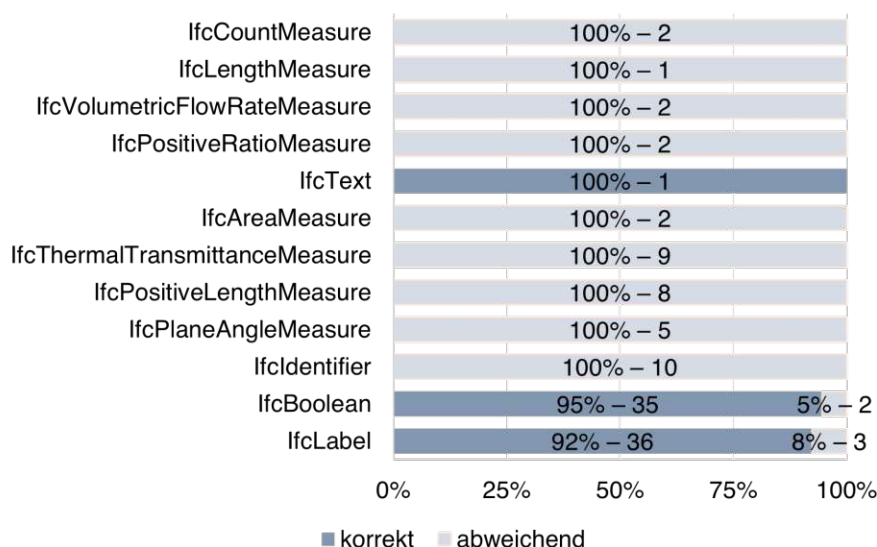 IfcCountMeasure 100% – 2
IfcLengthMeasure 100% – 1
IfcVolumetricFlowRateMeasure 100% – 2
IfcPositiveRatioMeasure 100% – 2
IfcText 100% – 1
IfcAreaMeasure 100% – 2
IfcThermalTransmittanceMeasure 100% – 9
IfcPositiveLengthMeasure 100% – 8
IfcPlaneAngleMeasure 100% – 5
IfcIdentifier 100% – 10
IfcBoolean 95% – 35 5% – 2
IfcLabel 92% – 36 8% – 3
0% 25% 50% 75% 100%
korrekt abweichend